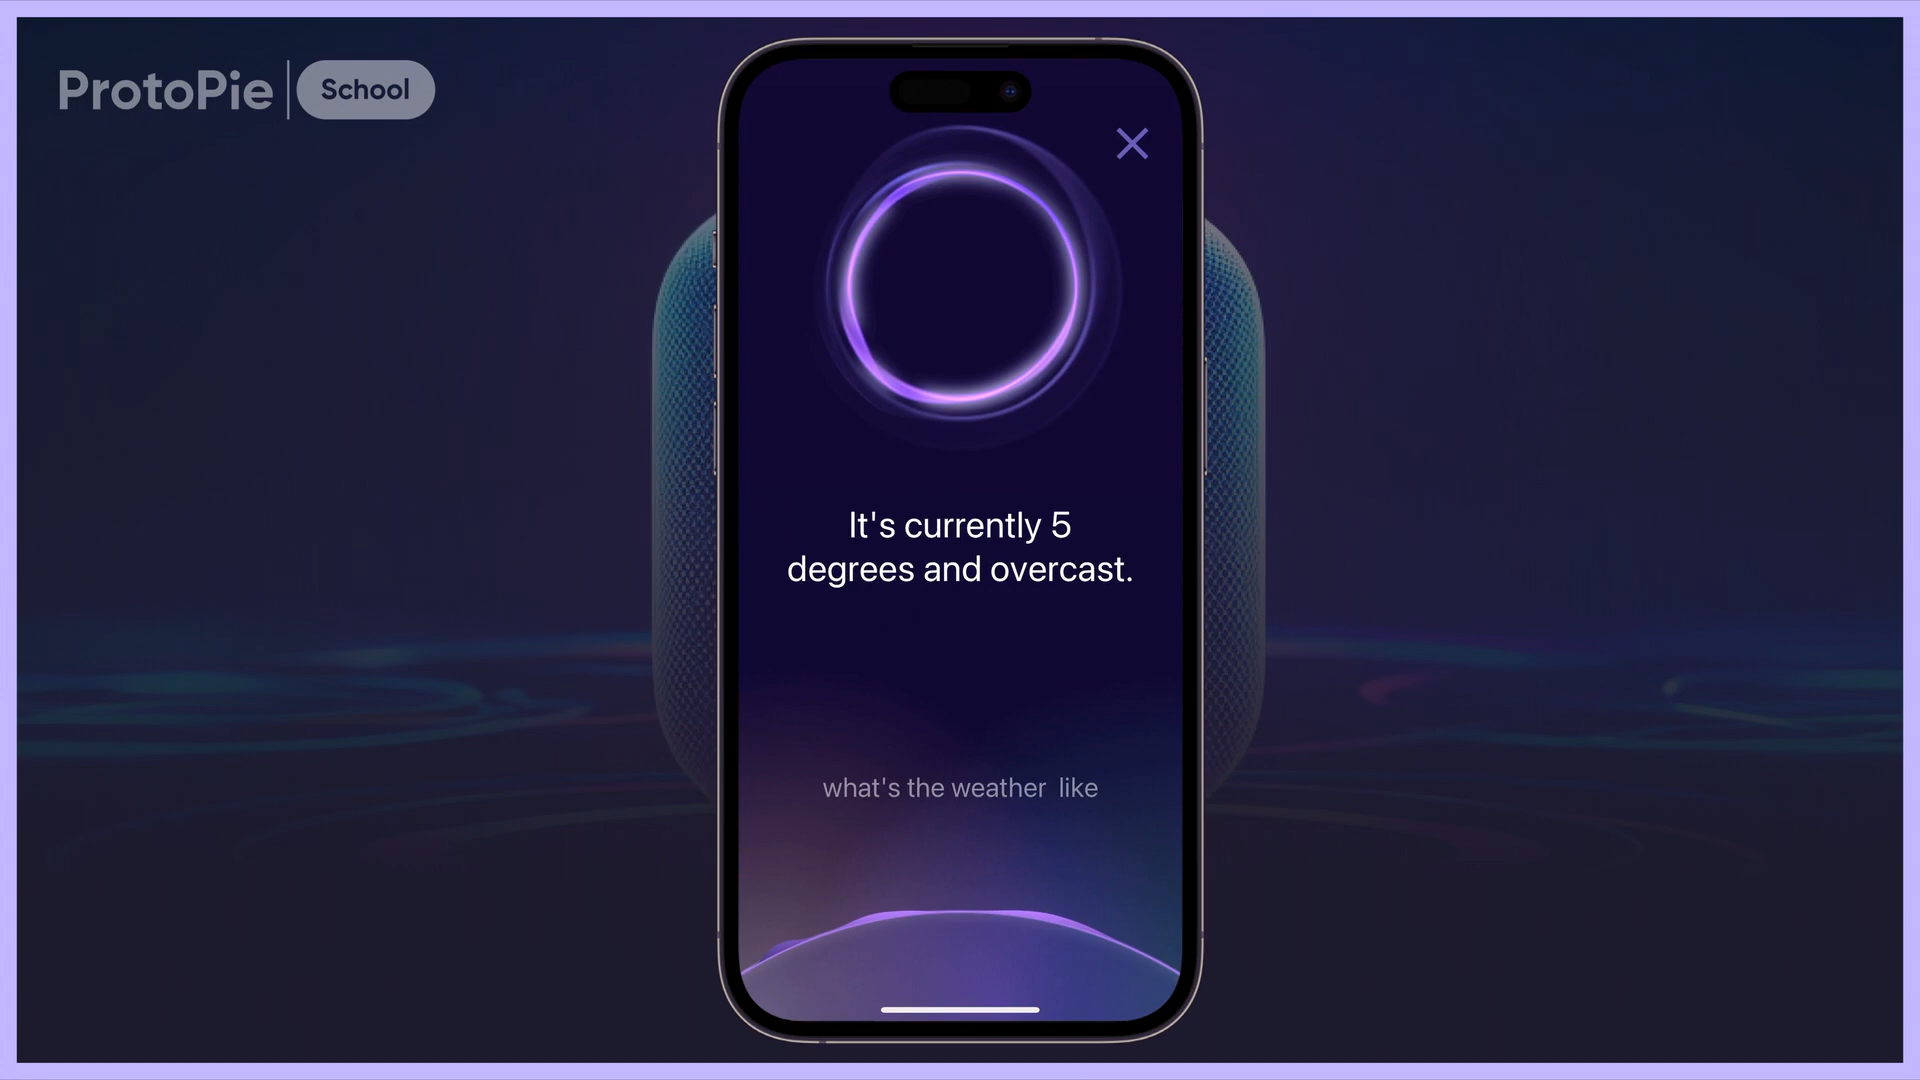 ProtoPie School
It's currently 5
degrees and overcast.
what's the weather  like